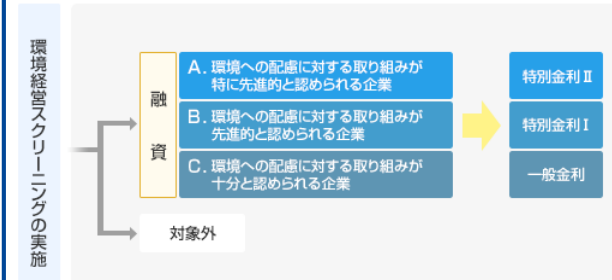 環境経営スクリーニングの実施
融資
A. 環境への配慮に対する取り組みが
特に先進的と認められる企業
特別金利Ⅱ
B. 環境への配慮に対する取り組みが
先進的と認められる企業
特別金利Ⅰ
C. 環境への配慮に対する取り組みが
十分と認められる企業
一般金利
対象外